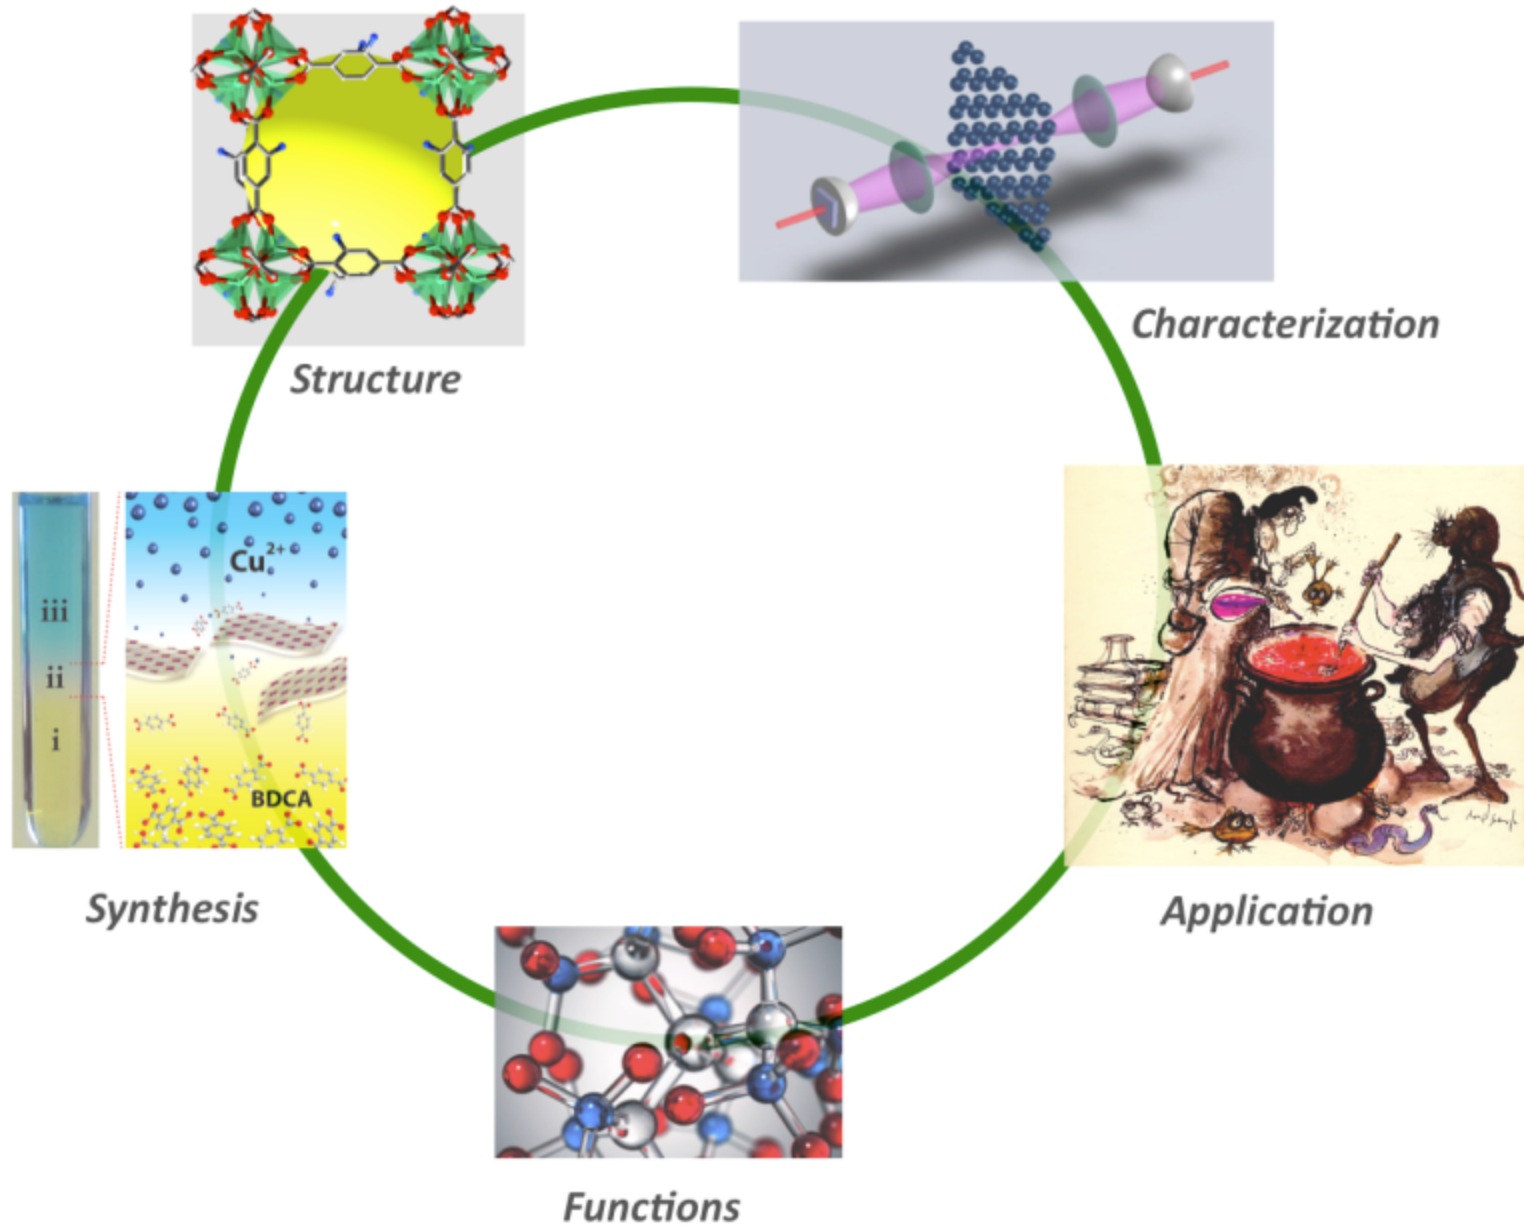 Structure
Characterization
iii
ii
i
Cu2+
BDCA
Synthesis
Application
Functions